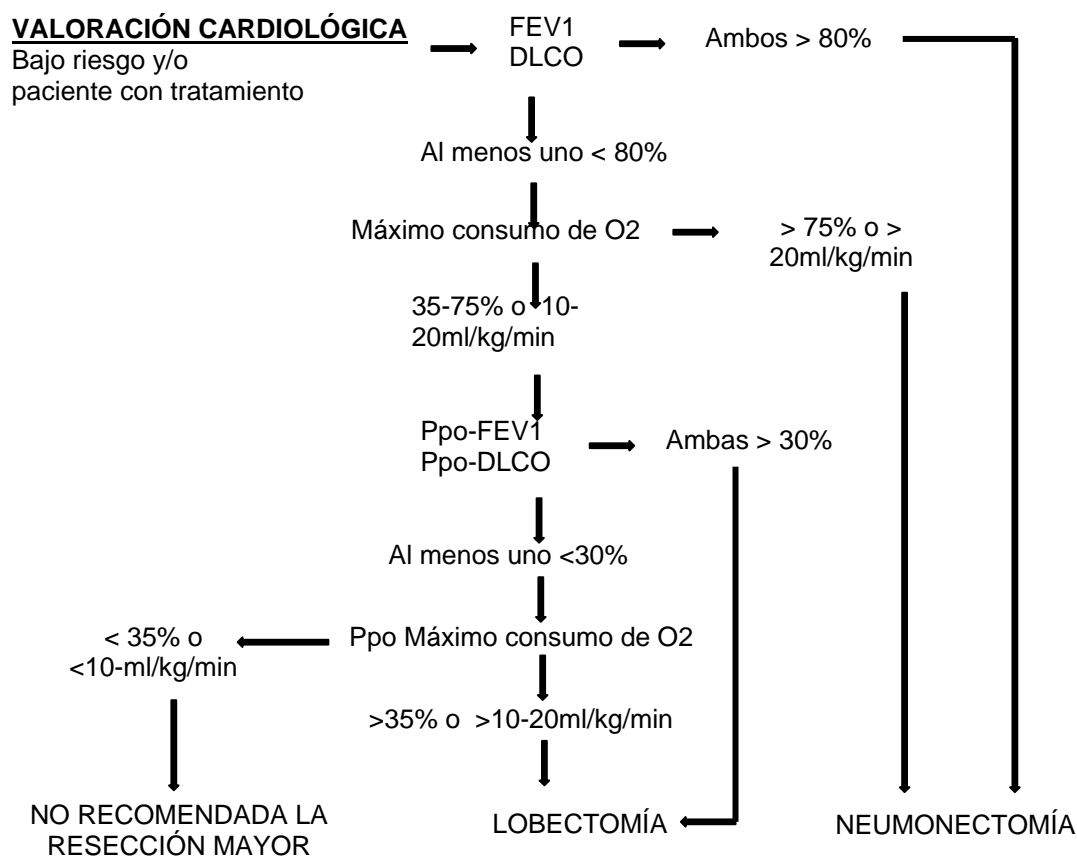 VALORACIÓN CARDIOLÓGICA
Bajo riesgo y/o
paciente con tratamiento
FEV1
DLCO
Ambos > 80%
Al menos uno < 80%
Máximo consumo de O2
> 75% o >
20ml/kg/min
35-75% o 10-
20ml/kg/min
Ppo-FEV1
Ppo-DLCO
Ambas > 30%
Al menos uno <30%
Ppo Máximo consumo de O2
< 35% o
<10-ml/kg/min
>35% o >10-20ml/kg/min
NO RECOMENDADA LA
RESECCIÓN MAYOR
LOBECTOMÍA
NEUMONECTOMÍA